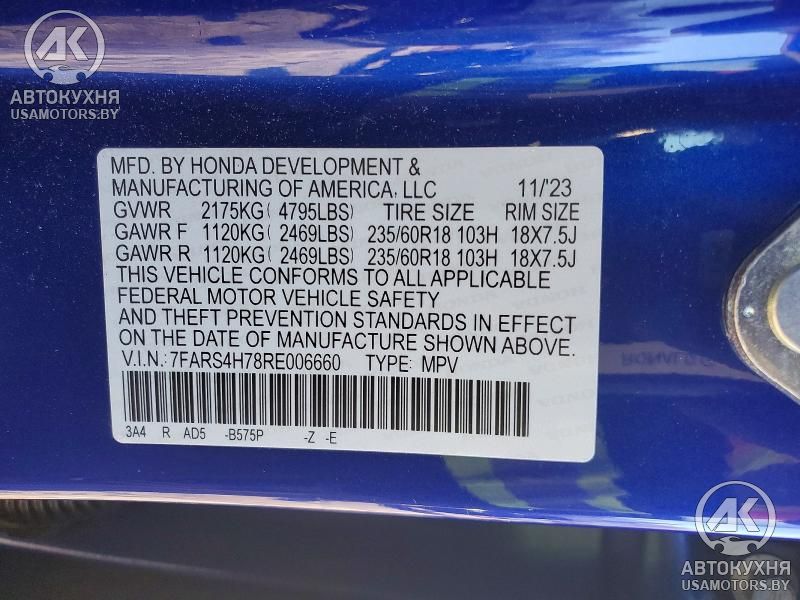 AK
АВТОКУХНЯ
USAMOTORS.BY
MFD. BY HONDA DEVELOPMENT &
MANUFACTURING OF AMERICA, LLC 11/'23
GVWR 2175KG( 4795LBS) TIRE SIZE RIM SIZE
GAWR F 1120KG( 2469LBS) 235/60R18 103H 18X7.5J
GAWR R 1120KG( 2469LBS) 235/60R18 103H 18X7.5J
THIS VEHICLE CONFORMS TO ALL APPLICABLE
FEDERAL MOTOR VEHICLE SAFETY
AND THEFT PREVENTION STANDARDS IN EFFECT
ON THE DATE OF MANUFACTURE SHOWN ABOVE.
V.I.N.: 7FARS4H78RE006660 TYPE: MPV
3A4 R AD5 -B575P -Z -E
AK
АВТОКУХНЯ
USAMOTORS.BY